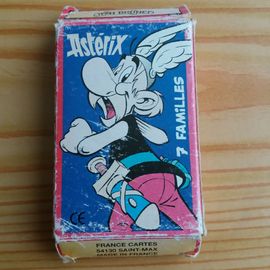 Astérix
7 FAMILLES
CE
FRANCE CARTES
54130 SAINT-MAX
MADE IN FRANCE